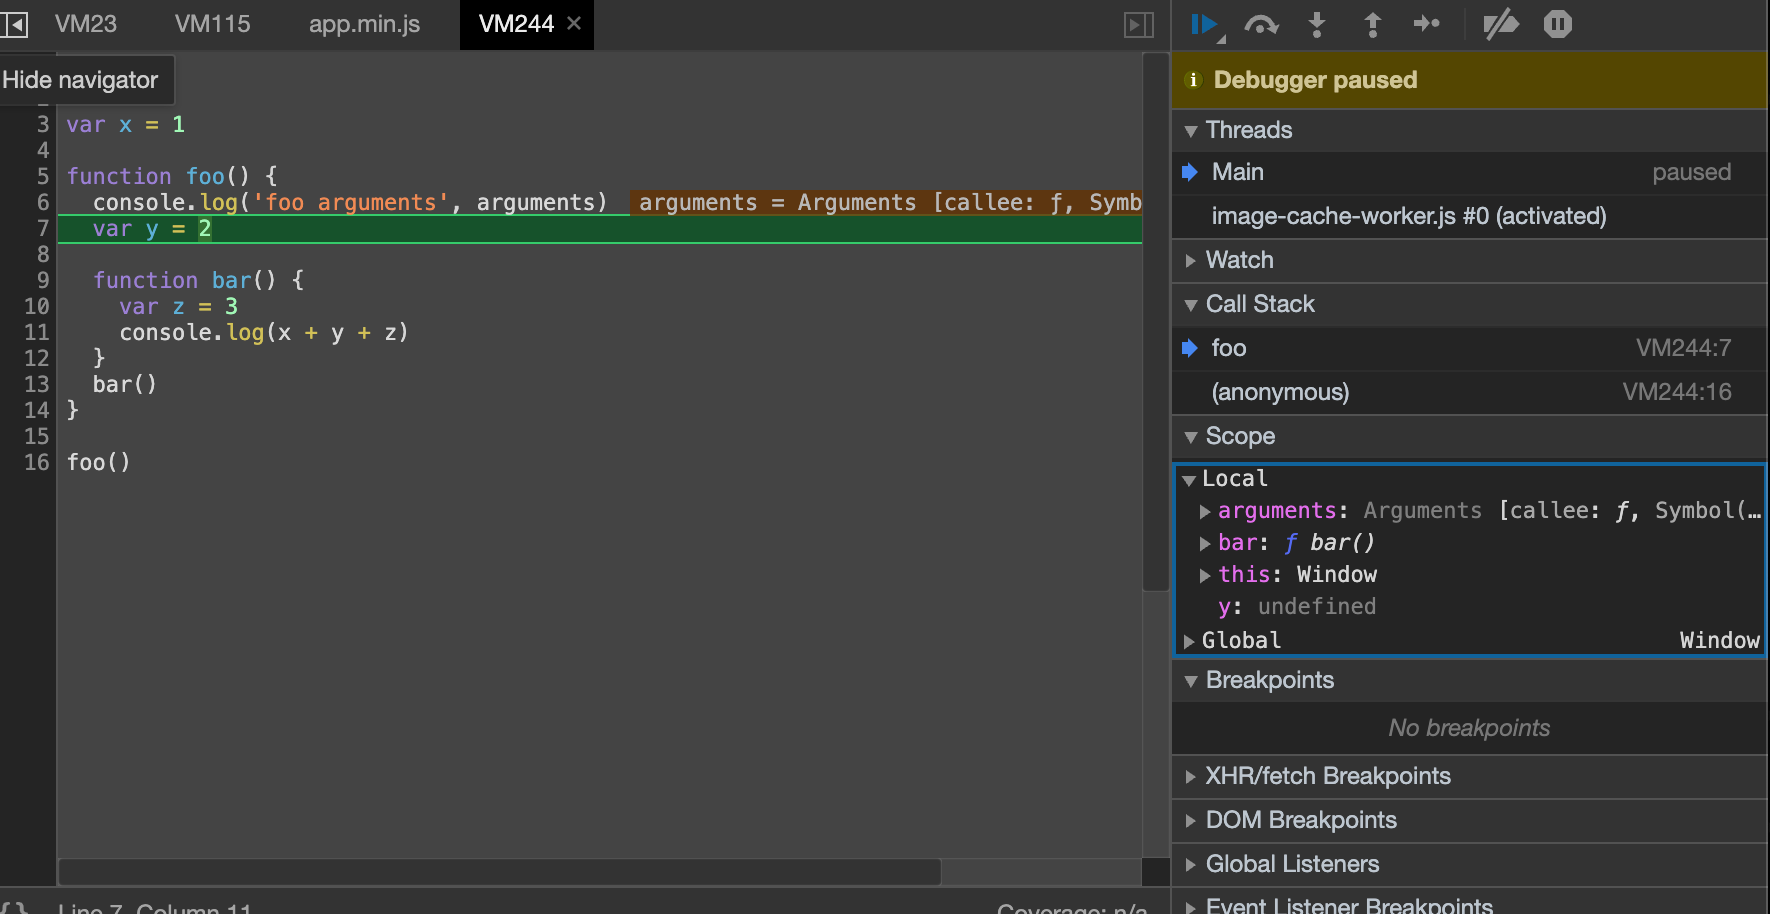 VM23 VM115 app.min.js VM244 ×
Hide navigator
3 var x = 1
4
5 function foo() {
6 console.log('foo arguments', arguments) arguments = Arguments [callee: ƒ, Symb
7 var y = 2
8
9 function bar() {
10 var z = 3
11 console.log(x + y + z)
12 }
13 bar()
14 }
15
16 foo()
{} Line 7, Column 11 Coverage: n/a
Debugger paused
Threads
Main paused
image-cache-worker.js #0 (activated)
Watch
Call Stack
foo VM244:7
(anonymous) VM244:16
Scope
Local
arguments: Arguments [callee: ƒ, Symbol(…
bar: ƒ bar()
this: Window
y: undefined
Global Window
Breakpoints
No breakpoints
XHR/fetch Breakpoints
DOM Breakpoints
Global Listeners
Event Listener Breakpoints